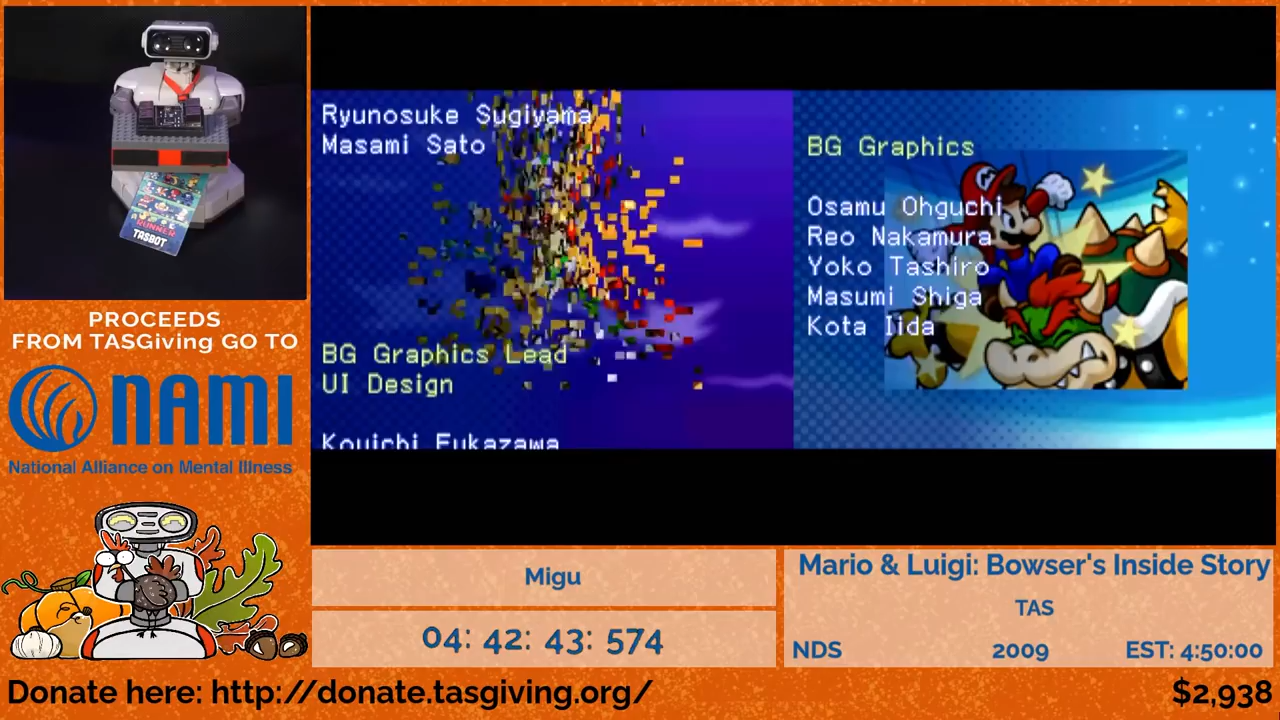 RUNNER
TASBOT
PROCEEDS
FROM TASGiving GO TO
NAMI
National Alliance on Mental Illness
Ryunosuke Sugiyama
Masami Sato
BG Graphics Lead
UI Design
Kouichi Fukazawa
BG Graphics
Osamu Ohguchi
Reo Nakamura
Yoko Tashiro
Masumi Shiga
Kota Iida
Migu
04: 42: 43: 574
Mario & Luigi: Bowser's Inside Story
TAS
NDS 2009 EST: 4:50:00
Donate here: http://donate.tasgiving.org/ $2,938